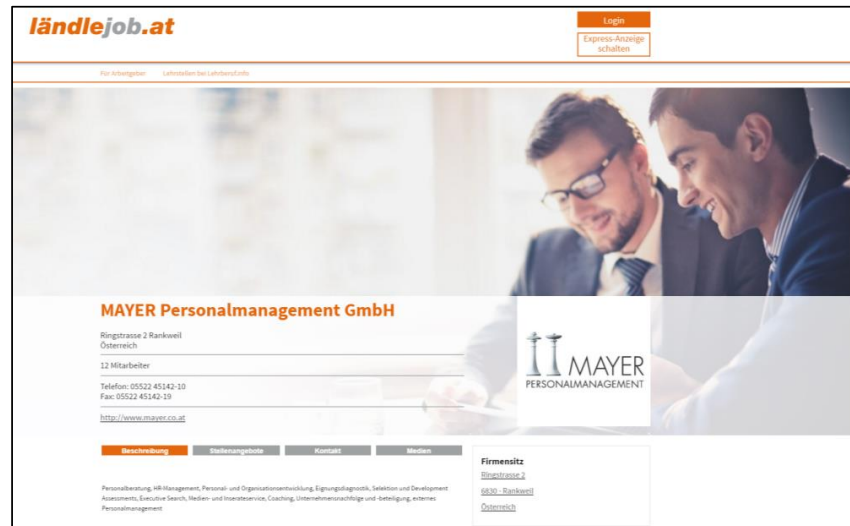 ländlejob.at
Login
Express-Anzeige
schalten
Für Arbeitgeber Lehrstellen bei Lehrberuf.info
MAYER Personalmanagement GmbH
Ringstrasse 2 Rankweil
Österreich
12 Mitarbeiter
Telefon: 05522 45142-10
Fax: 05522 45142-19
http://www.mayer.co.at
MAYER
PERSONALMANAGEMENT
Beschreibung Stellenangebote Kontakt Medien
Personalberatung, HR-Management, Personal- und Organisationsentwicklung, Eignungsdiagnostik, Selektion und Development
Assessments, Executive Search, Medien- und Inserateservice, Coaching, Unternehmensnachfolge und -beteiligung, externes
Personalmanagement
Firmensitz
Ringstrasse 2
6830 - Rankweil
Österreich